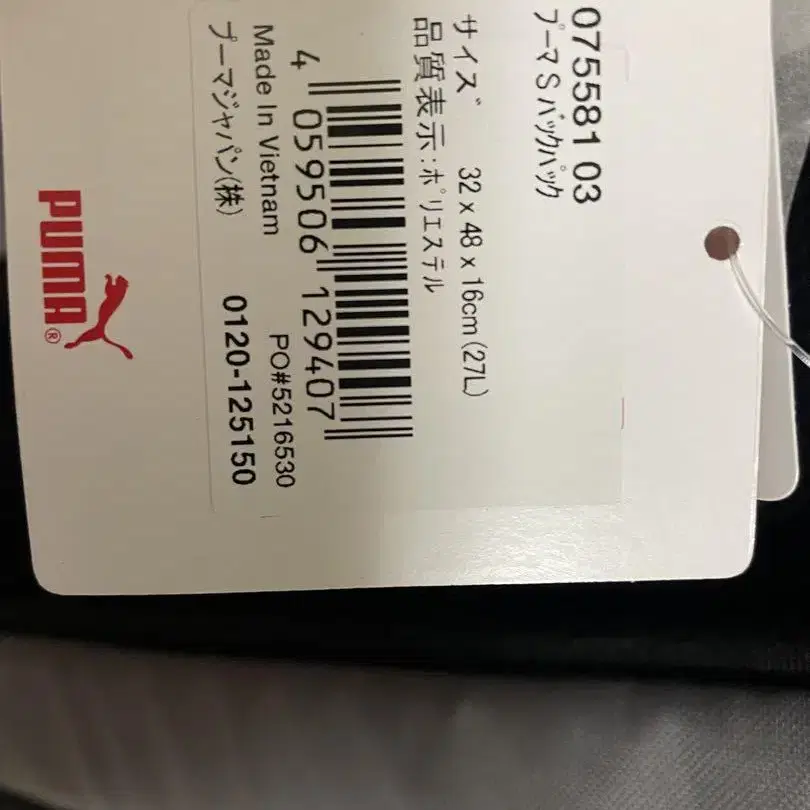 075581 03
プーマ S バックパック
サイズ 32 x 48 x 16cm (27L)
品質表示:ポリエステル
4 059506 129407
Made In Vietnam PO#5216530
プーマジャパン(株) 0120-125150
PUMA®